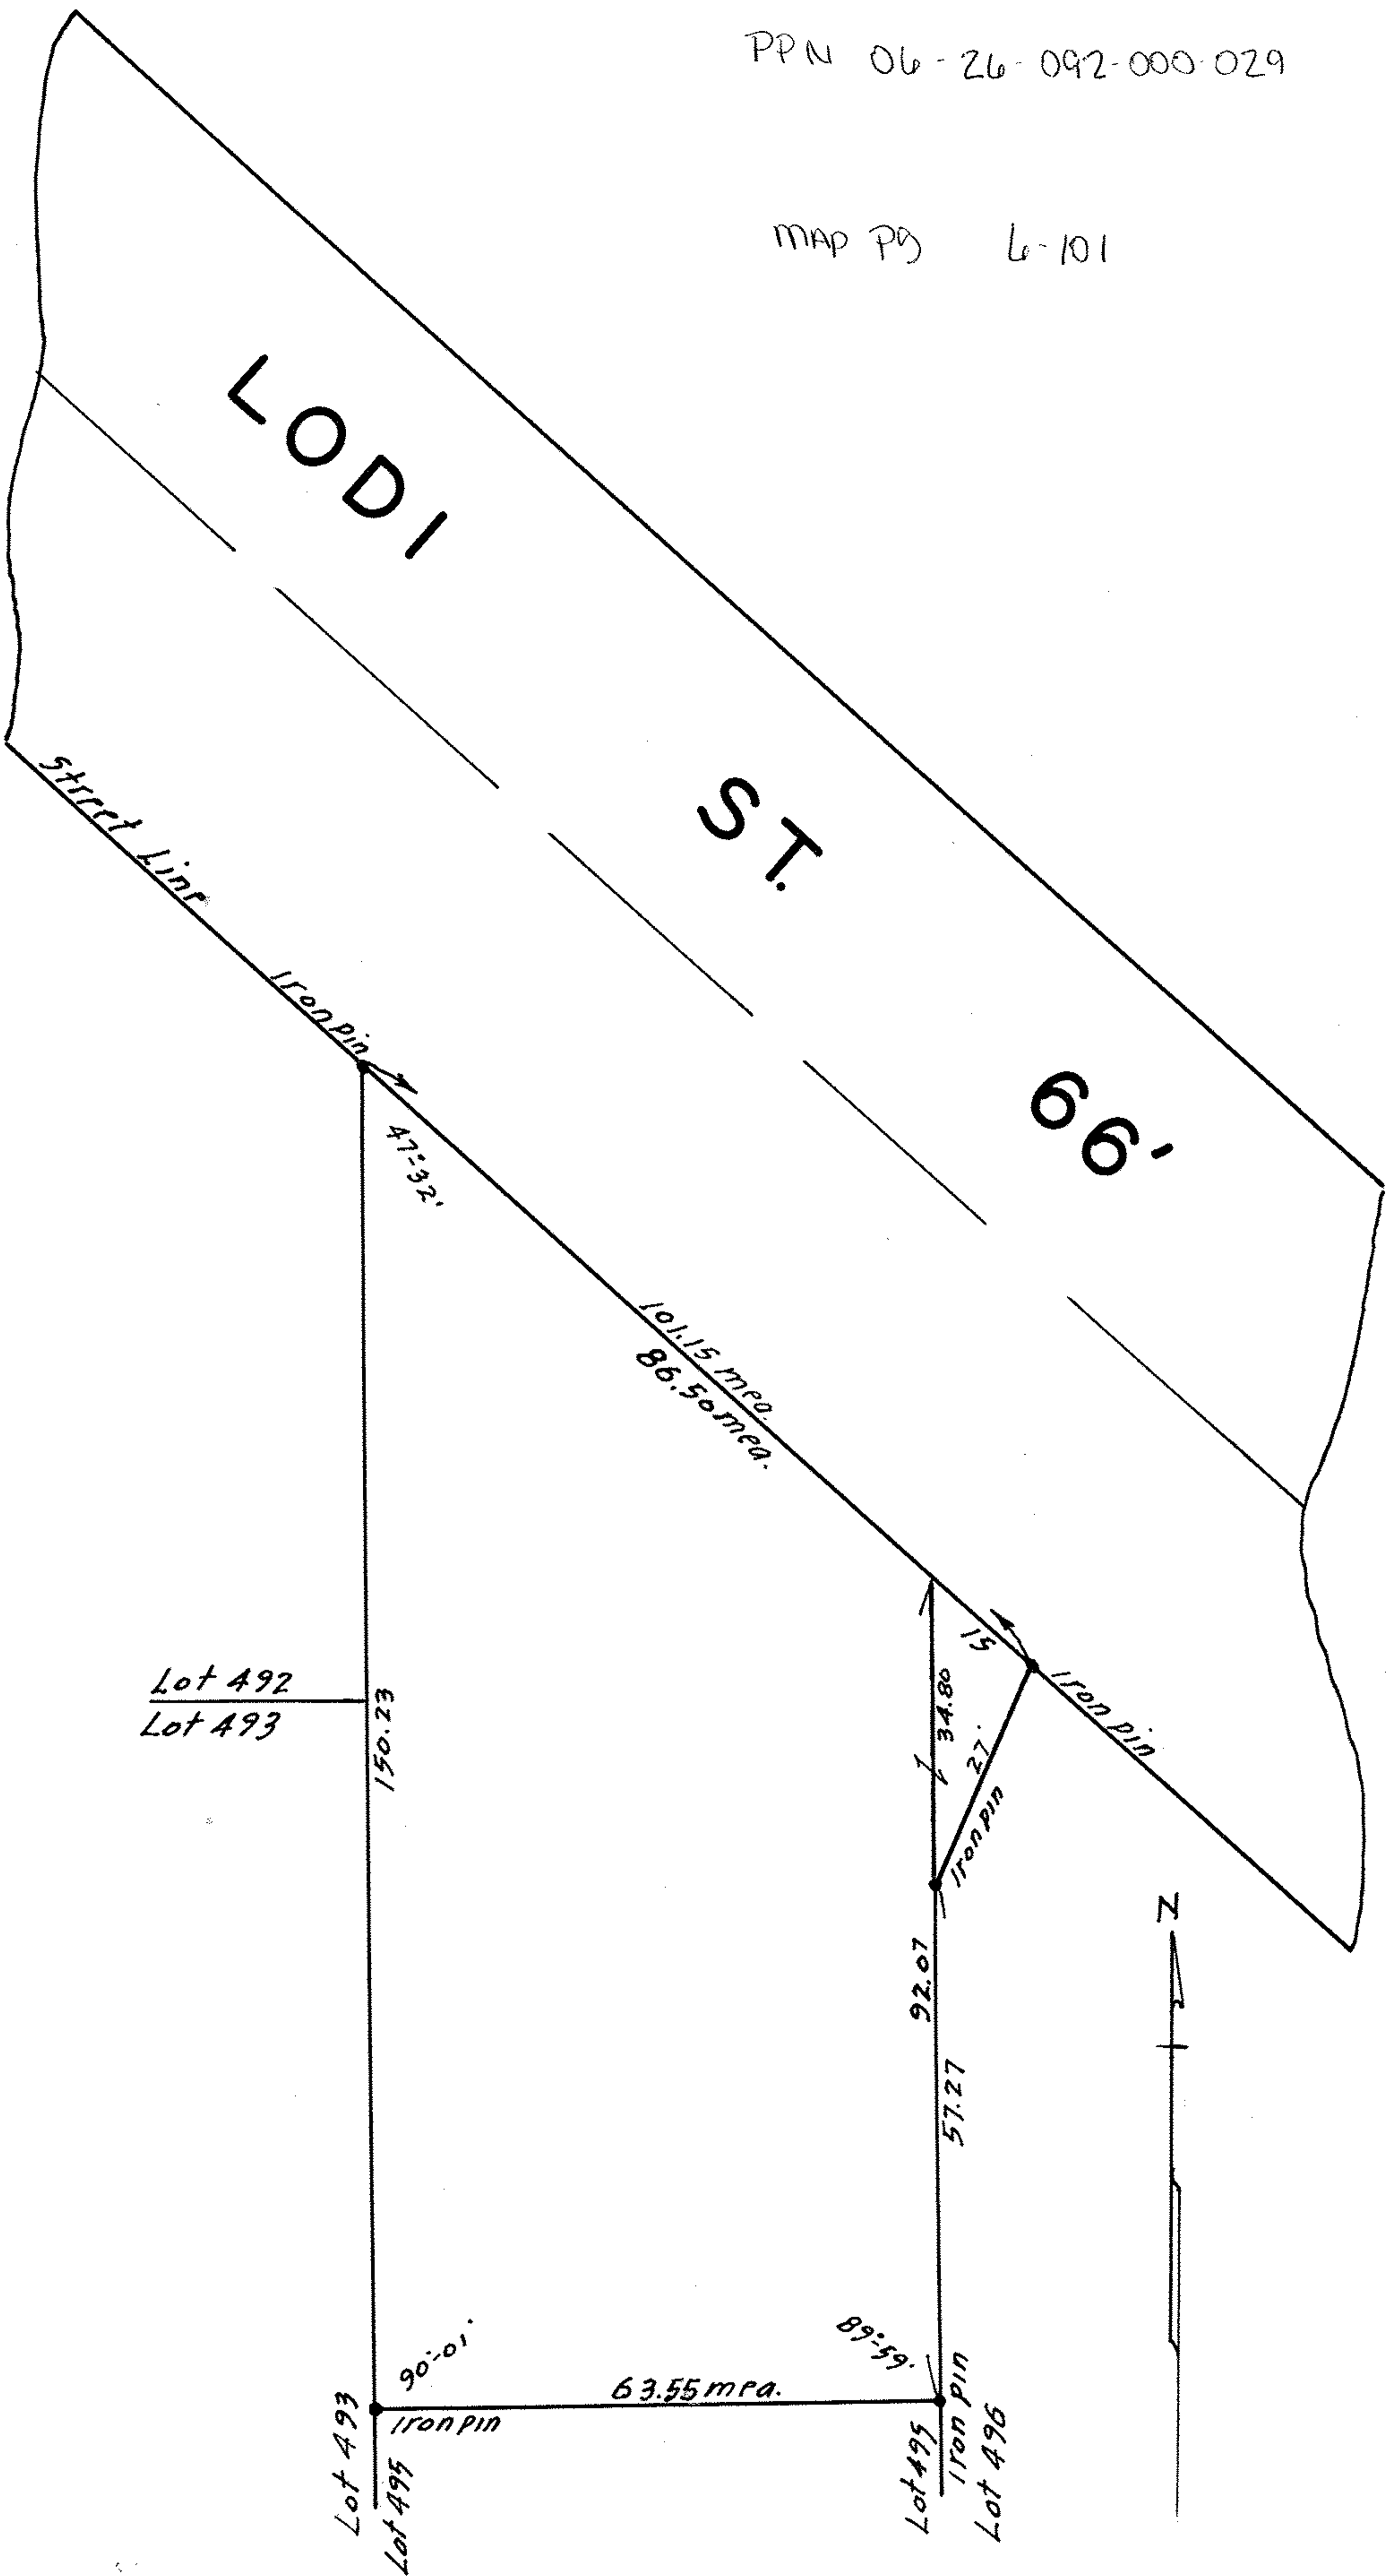 PPN 06-26-092-000-029
MAP Pg 6-101
LODI ST. 66'
Street Line
Iron pin
47°-32'
101.15 mea.
86.50 mea.
15
Iron pin
34.80
27'
Iron pin
Lot 492
Lot 493
150.23
92.07
57.27
N
90°-01'
89°-59'
63.55 mea.
Iron pin
Lot 493
Lot 495
Lot 495
Iron pin
Lot 496